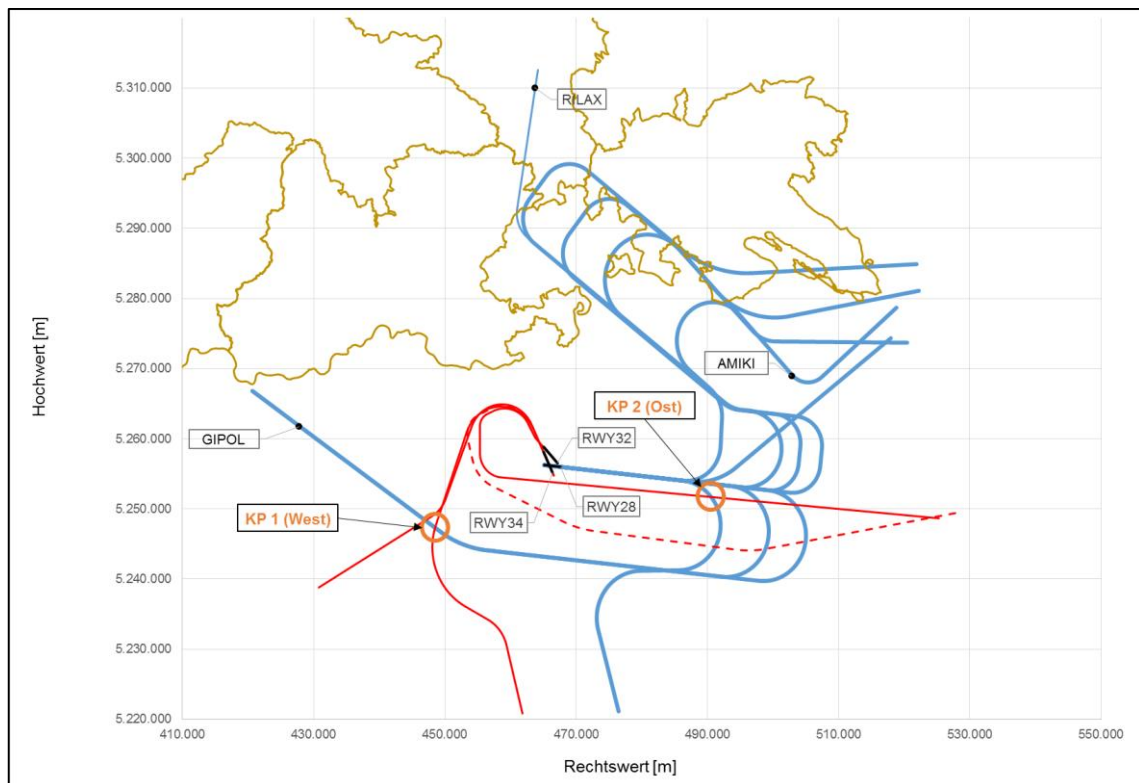 5.310.000
RILAX
5.300.000
5.290.000
5.280.000
Hochwert [m]
5.270.000
AMIKI
KP 2 (Ost)
5.260.000
GIPOL
RWY32
5.250.000
KP 1 (West)
RWY34
RWY28
5.240.000
5.230.000
5.220.000
410.000 430.000 450.000 470.000 490.000 510.000 530.000 550.000
Rechtswert [m]